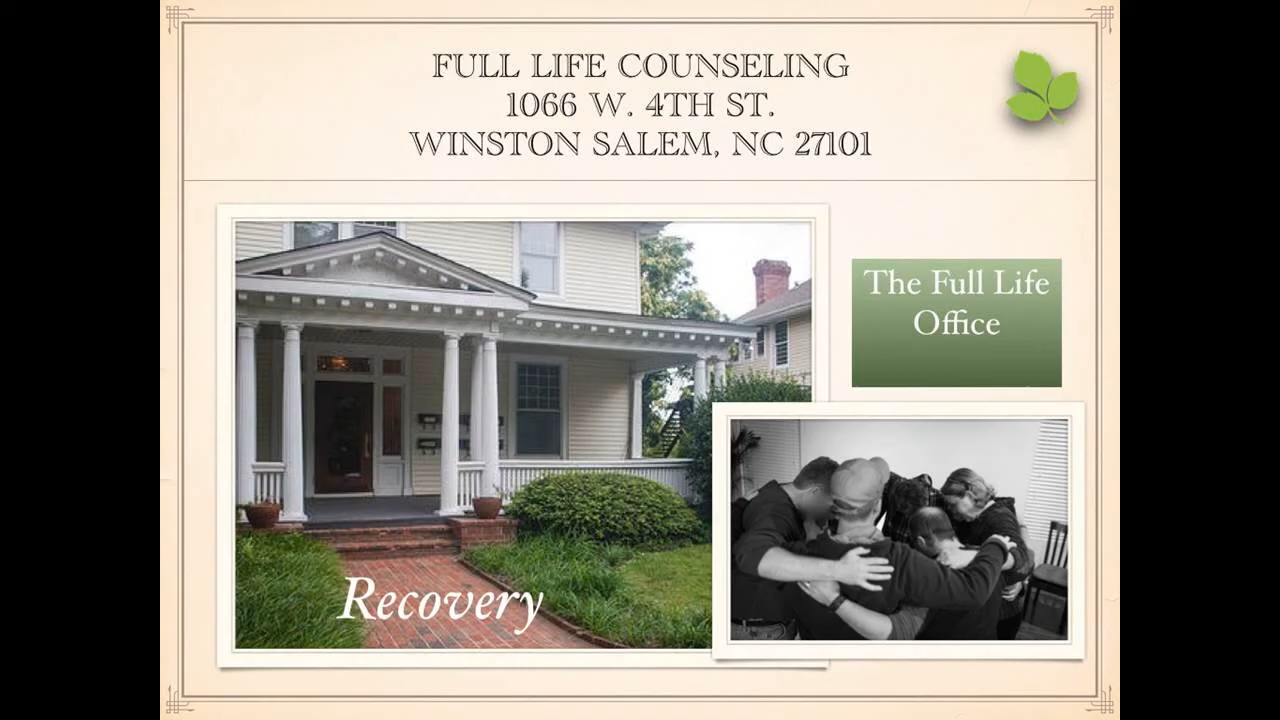 FULL LIFE COUNSELING
1066 W. 4TH ST.
WINSTON SALEM, NC 27101
The Full Life
Office
Recovery